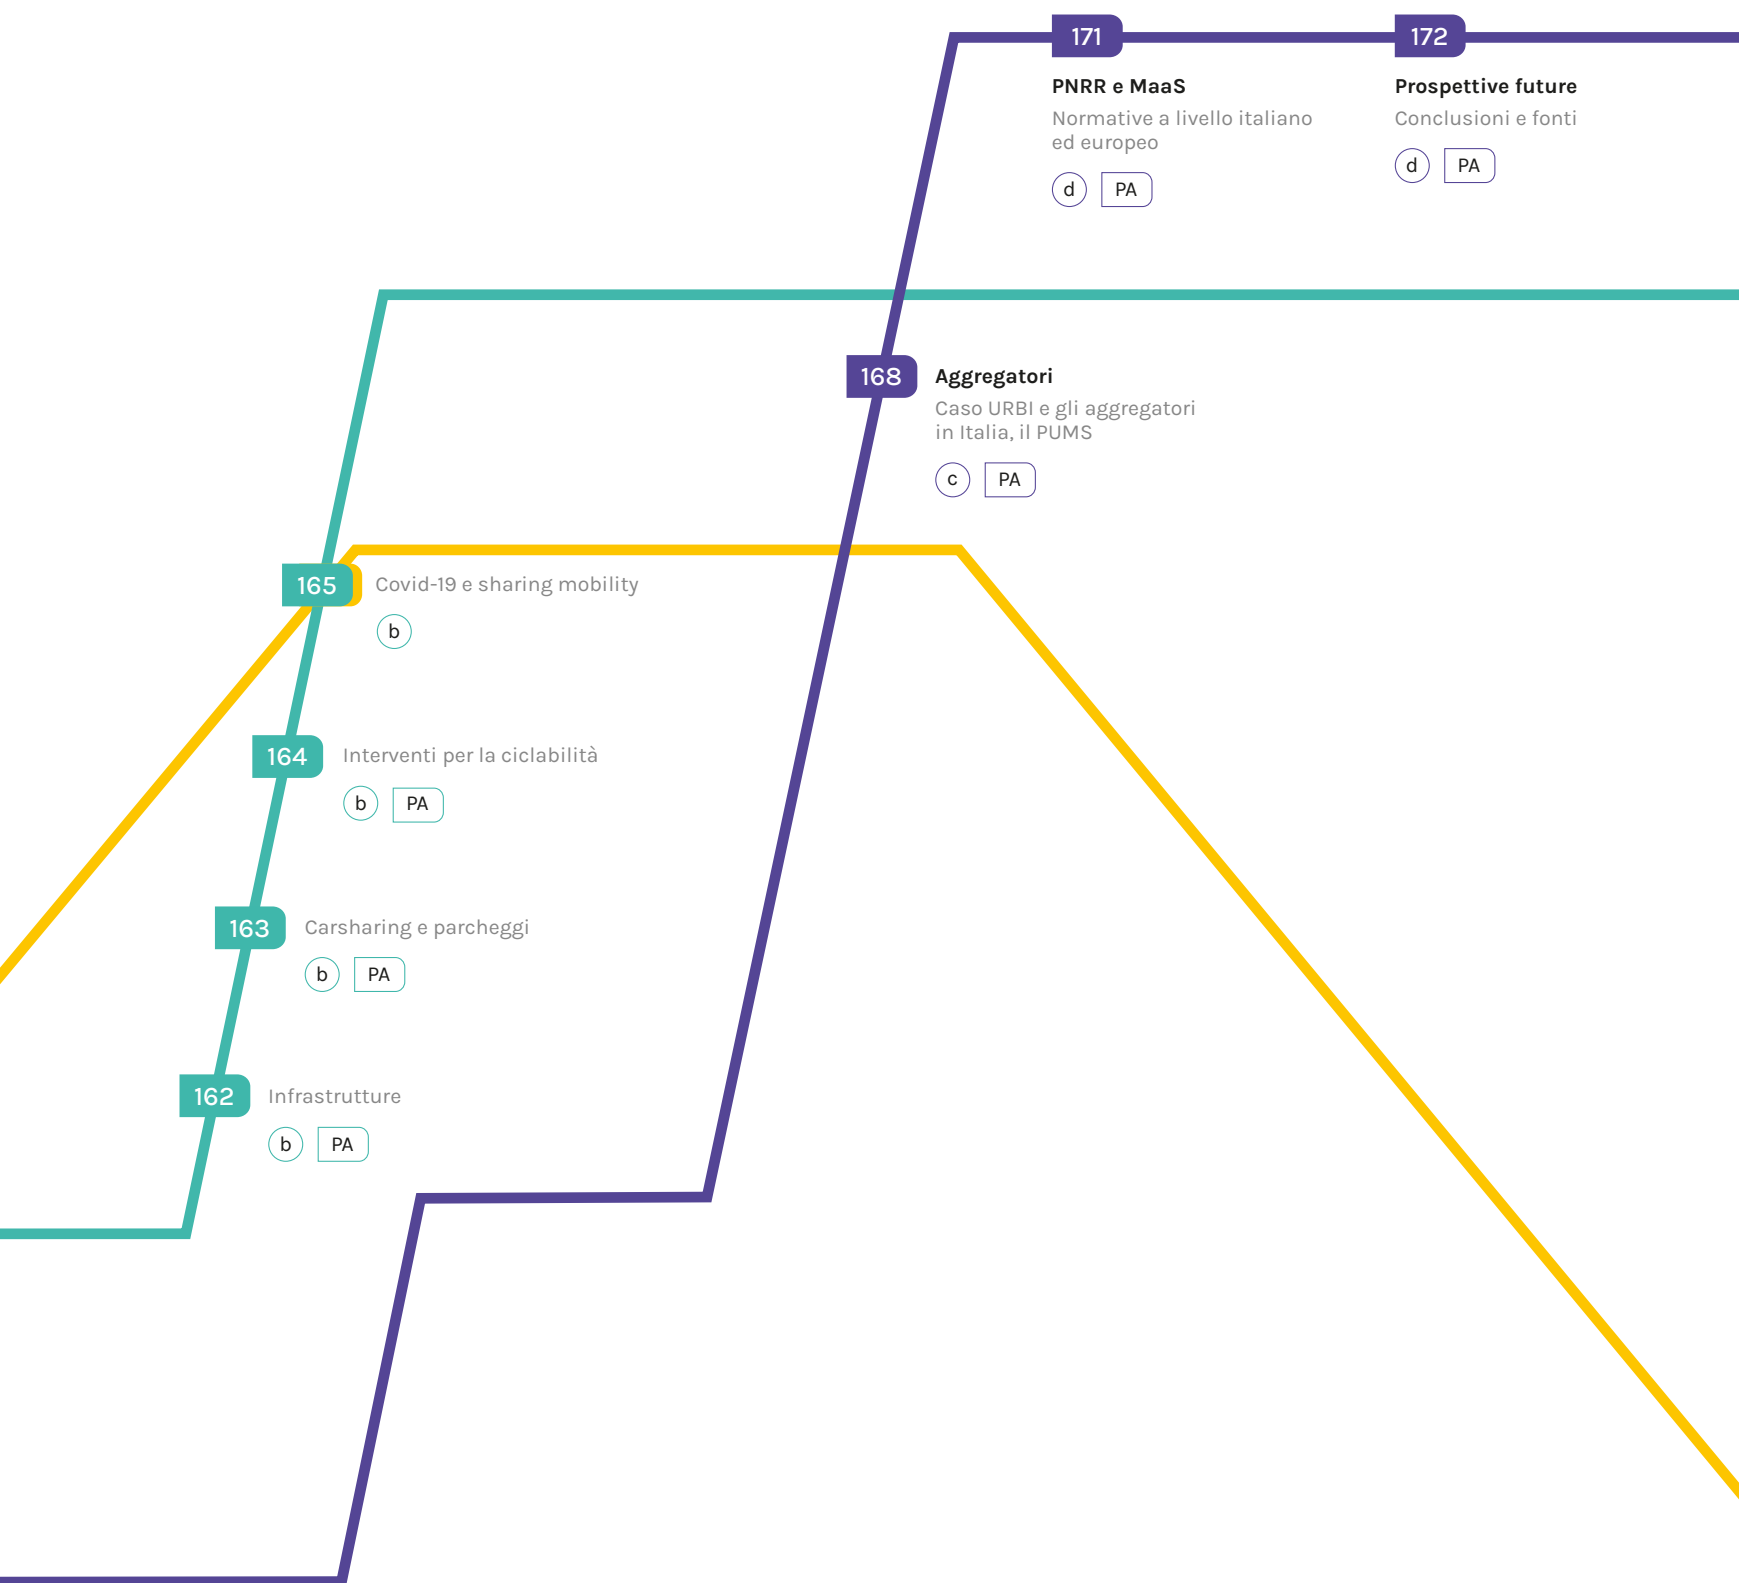 171
PNRR e MaaS
Normative a livello italiano
ed europeo
d PA
172
Prospettive future
Conclusioni e fonti
d PA
168
Aggregatori
Caso URBI e gli aggregatori
in Italia, il PUMS
c PA
165
Covid-19 e sharing mobility
b
164
Interventi per la ciclabilità
b PA
163
Carsharing e parcheggi
b PA
162
Infrastrutture
b PA